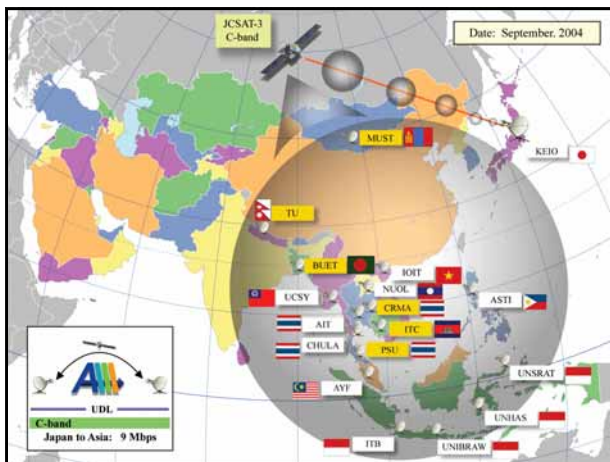 JCSAT-3
C-band
Date: September. 2004
MUST
KEIO
TU
BUET
IOIT
UCSY
NUOL
ASTI
CRMA
AIT
ITC
CHULA
PSU
UNSRAT
AYF
UNHAS
ITB
UNIBRAW
AI
UDL
C-band
Japan to Asia: 9 Mbps